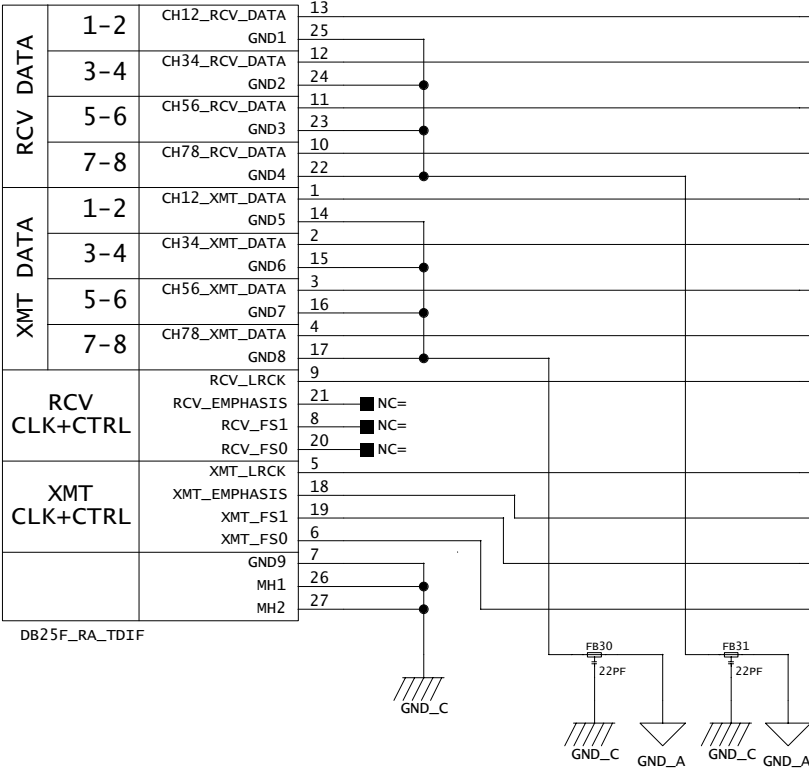 RCV DATA
1-2
CH12_RCV_DATA 13
GND1 25
3-4
CH34_RCV_DATA 12
GND2 24
5-6
CH56_RCV_DATA 11
GND3 23
7-8
CH78_RCV_DATA 10
GND4 22
XMT DATA
1-2
CH12_XMT_DATA 1
GND5 14
3-4
CH34_XMT_DATA 2
GND6 15
5-6
CH56_XMT_DATA 3
GND7 16
7-8
CH78_XMT_DATA 4
GND8 17
RCV
CLK+CTRL
RCV_LRCK 9
RCV_EMPHASIS 21 NC=
RCV_FS1 8 NC=
RCV_FS0 20 NC=
XMT
CLK+CTRL
XMT_LRCK 5
XMT_EMPHASIS 18
XMT_FS1 19
XMT_FS0 6
GND9 7
MH1 26
MH2 27
DB25F_RA_TDIF
FB30
22PF
FB31
22PF
GND_C
GND_C
GND_A
GND_C
GND_A